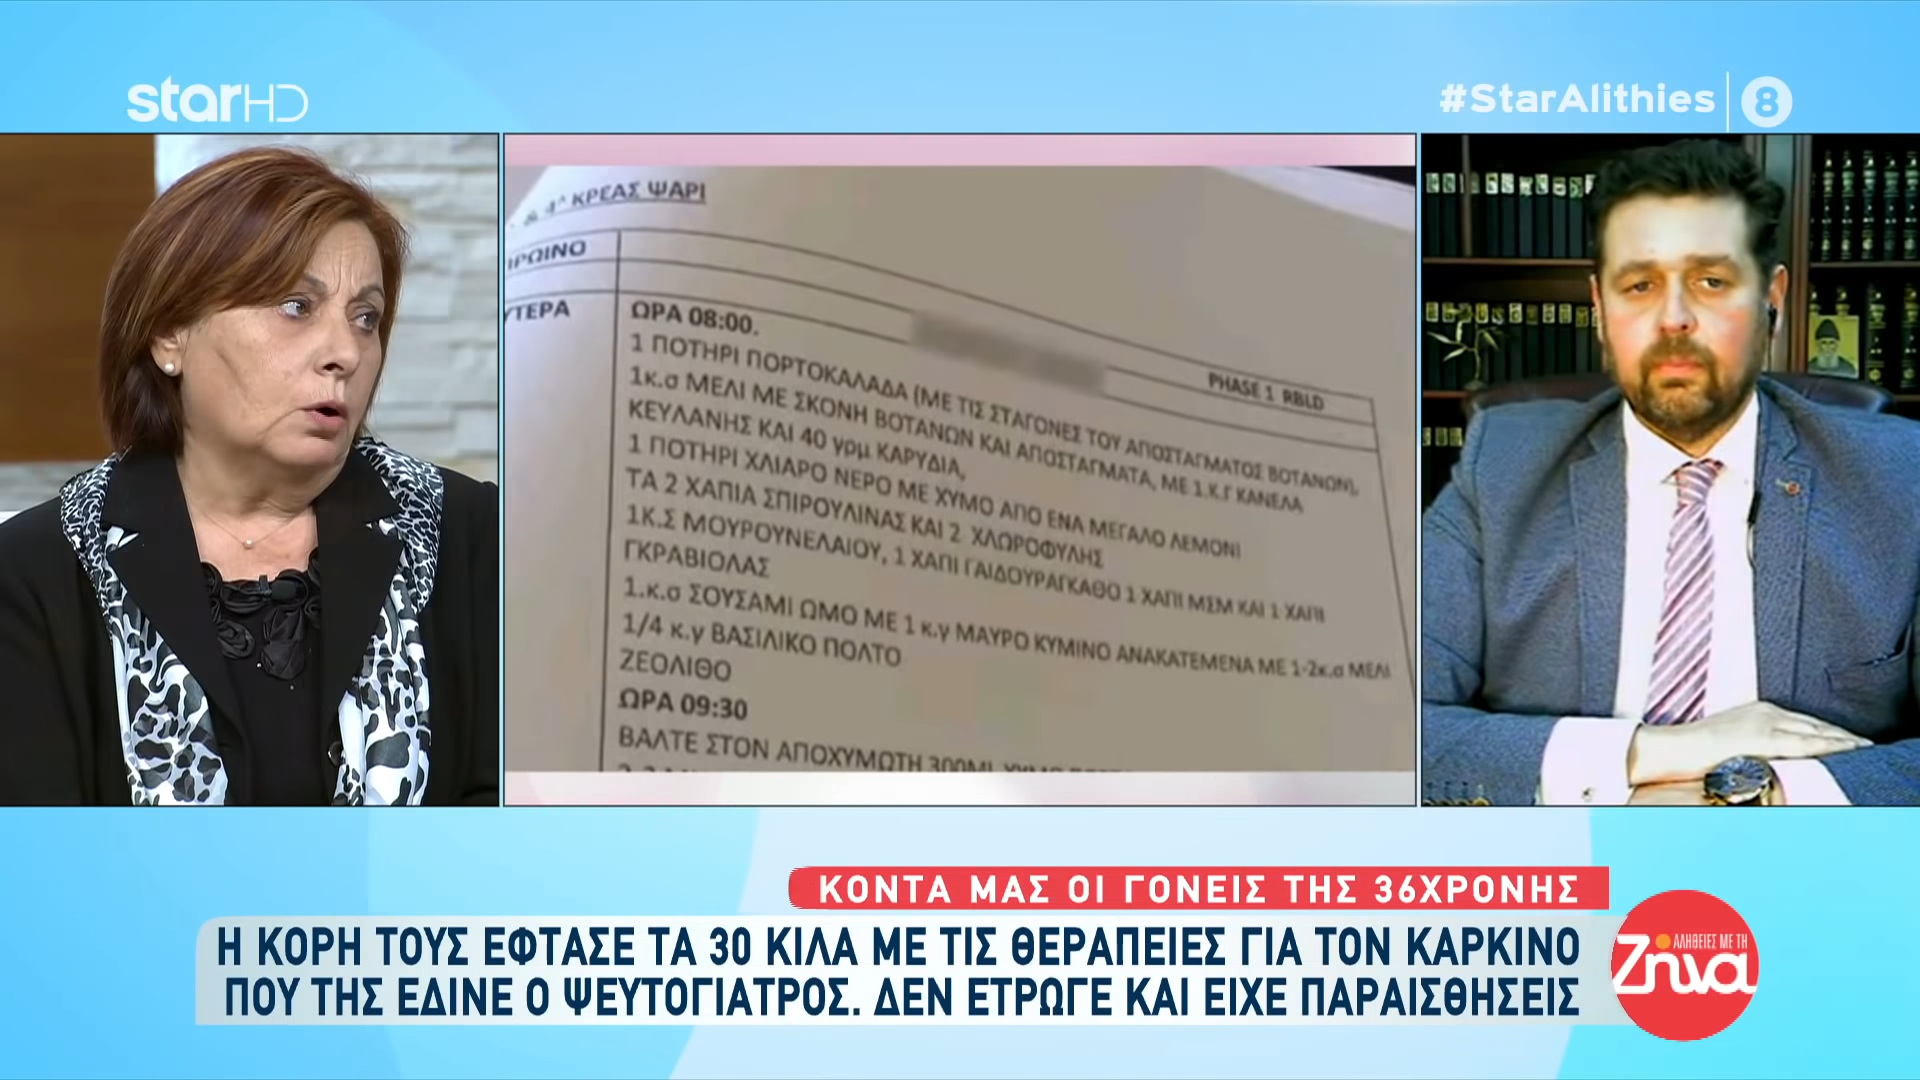 starHD
#StarAlithies 8
& 4ᴬ ΚΡΕΑΣ ΨΑΡΙ
ΙΡΩΙΝΟ
PHASE 1 RBLD
ΥΤΕΡΑ
ΩΡΑ 08:00.
1 ΠΟΤΗΡΙ ΠΟΡΤΟΚΑΛΑΔΑ (ΜΕ ΤΙΣ ΣΤΑΓΟΝΕΣ ΤΟΥ ΑΠΟΣΤΑΓΜΑΤΟΣ ΒΟΤΑΝΩΝ),
1κ.σ ΜΕΛΙ ΜΕ ΣΚΟΝΗ ΒΟΤΑΝΩΝ ΚΑΙ ΑΠΟΣΤΑΓΜΑΤΑ, ΜΕ 1.Κ.Γ ΚΑΝΕΛΑ
ΚΕΥΛΑΝΗΣ ΚΑΙ 40 γρμ ΚΑΡΥΔΙΑ,
1 ΠΟΤΗΡΙ ΧΛΙΑΡΟ ΝΕΡΟ ΜΕ ΧΥΜΟ ΑΠΟ ΕΝΑ ΜΕΓΑΛΟ ΛΕΜΟΝΙ
ΤΑ 2 ΧΑΠΙΑ ΣΠΙΡΟΥΛΙΝΑΣ ΚΑΙ 2 ΧΛΩΡΟΦΥΛΗΣ
1Κ.Σ ΜΟΥΡΟΥΝΕΛΑΙΟΥ, 1 ΧΑΠΙ ΓΑΙΔΟΥΡΑΓΚΑΘΟ 1 ΧΑΠΙ ΜΣΜ ΚΑΙ 1 ΧΑΠΙ
ΓΚΡΑΒΙΟΛΑΣ
1.κ.σ ΣΟΥΣΑΜΙ ΩΜΟ ΜΕ 1 κ.γ ΜΑΥΡΟ ΚΥΜΙΝΟ ΑΝΑΚΑΤΕΜΕΝΑ ΜΕ 1-2κ.σ ΜΕΛΙ
1/4 κ.γ ΒΑΣΙΛΙΚΟ ΠΟΛΤΟ
ΖΕΟΛΙΘΟ
ΩΡΑ 09:30
ΒΑΛΤΕ ΣΤΟΝ ΑΠΟΧΥΜΩΤΗ 300ML ΧΥΜΟ
ΚΟΝΤΑ ΜΑΣ ΟΙ ΓΟΝΕΙΣ ΤΗΣ 36ΧΡΟΝΗΣ
Η ΚΟΡΗ ΤΟΥΣ ΕΦΤΑΣΕ ΤΑ 30 ΚΙΛΑ ΜΕ ΤΙΣ ΘΕΡΑΠΕΙΕΣ ΓΙΑ ΤΟΝ ΚΑΡΚΙΝΟ
ΠΟΥ ΤΗΣ ΕΔΙΝΕ Ο ΨΕΥΤΟΓΙΑΤΡΟΣ. ΔΕΝ ΕΤΡΩΓΕ ΚΑΙ ΕΙΧΕ ΠΑΡΑΙΣΘΗΣΕΙΣ
ΑΛΗΘΕΙΕΣ ΜΕ ΤΗ
Ζήνα